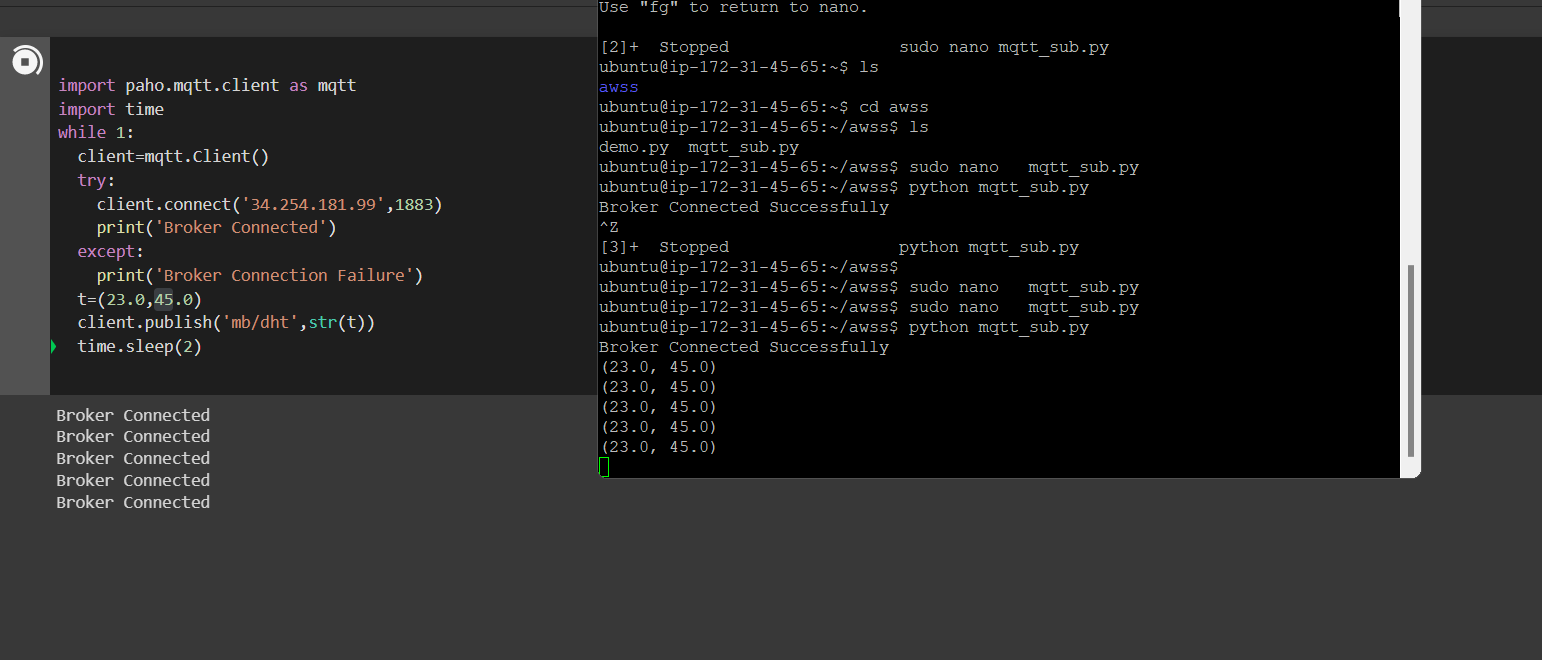 import paho.mqtt.client as mqtt
import time
while 1:
  client=mqtt.Client()
  try:
    client.connect('34.254.181.99',1883)
    print('Broker Connected')
  except:
    print('Broker Connection Failure')
  t=(23.0,45.0)
  client.publish('mb/dht',str(t))
  time.sleep(2)
Broker Connected
Broker Connected
Broker Connected
Broker Connected
Broker Connected
Use "fg" to return to nano.
[2]+  Stopped                 sudo nano mqtt_sub.py
ubuntu@ip-172-31-45-65:~$ ls
awss
ubuntu@ip-172-31-45-65:~$ cd awss
ubuntu@ip-172-31-45-65:~/awss$ ls
demo.py  mqtt_sub.py
ubuntu@ip-172-31-45-65:~/awss$ sudo nano   mqtt_sub.py
ubuntu@ip-172-31-45-65:~/awss$ python mqtt_sub.py
Broker Connected Successfully
^Z
[3]+  Stopped                 python mqtt_sub.py
ubuntu@ip-172-31-45-65:~/awss$
ubuntu@ip-172-31-45-65:~/awss$ sudo nano   mqtt_sub.py
ubuntu@ip-172-31-45-65:~/awss$ sudo nano   mqtt_sub.py
ubuntu@ip-172-31-45-65:~/awss$ python mqtt_sub.py
Broker Connected Successfully
(23.0, 45.0)
(23.0, 45.0)
(23.0, 45.0)
(23.0, 45.0)
(23.0, 45.0)